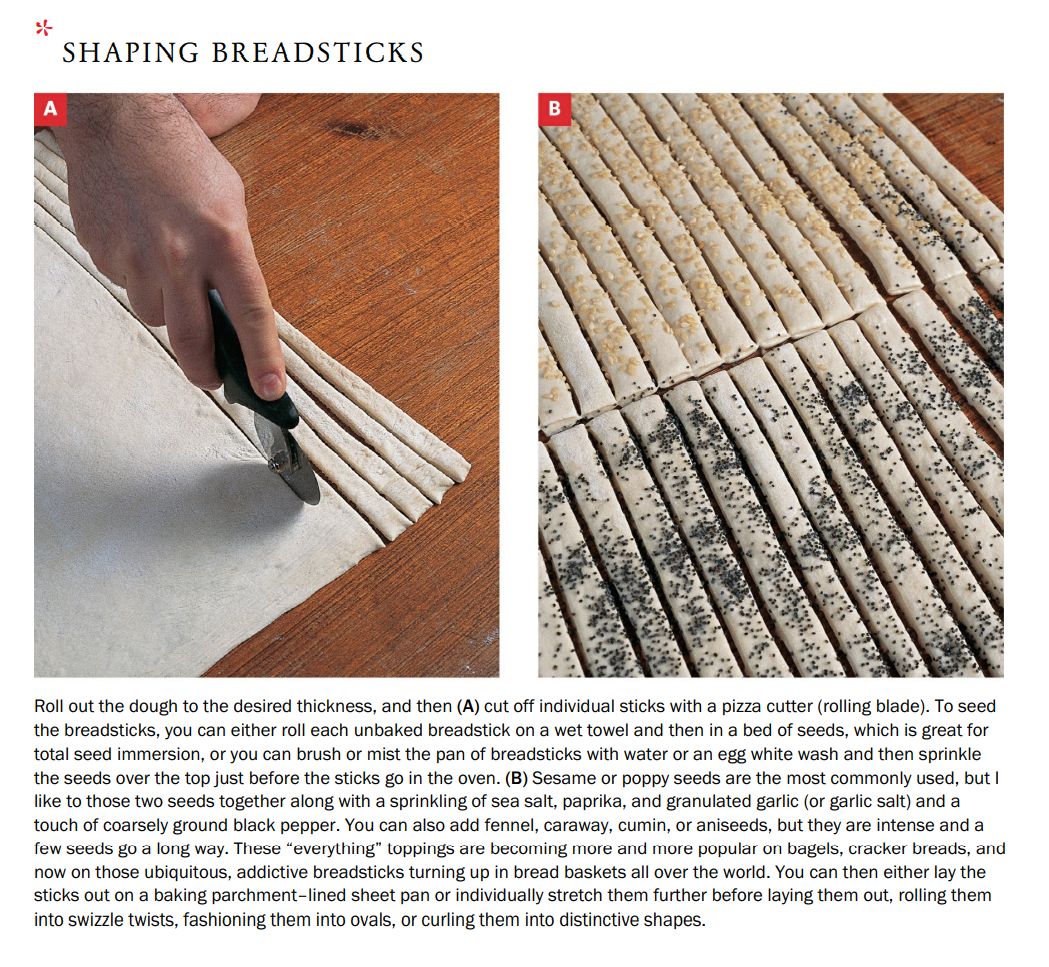 SHAPING BREADSTICKS
A
B
Roll out the dough to the desired thickness, and then (A) cut off individual sticks with a pizza cutter (rolling blade). To seed
the breadsticks, you can either roll each unbaked breadstick on a wet towel and then in a bed of seeds, which is great for
total seed immersion, or you can brush or mist the pan of breadsticks with water or an egg white wash and then sprinkle
the seeds over the top just before the sticks go in the oven. (B) Sesame or poppy seeds are the most commonly used, but I
like to those two seeds together along with a sprinkling of sea salt, paprika, and granulated garlic (or garlic salt) and a
touch of coarsely ground black pepper. You can also add fennel, caraway, cumin, or aniseeds, but they are intense and a
few seeds go a long way. These “everything” toppings are becoming more and more popular on bagels, cracker breads, and
now on those ubiquitous, addictive breadsticks turning up in bread baskets all over the world. You can then either lay the
sticks out on a baking parchment–lined sheet pan or individually stretch them further before laying them out, rolling them
into swizzle twists, fashioning them into ovals, or curling them into distinctive shapes.